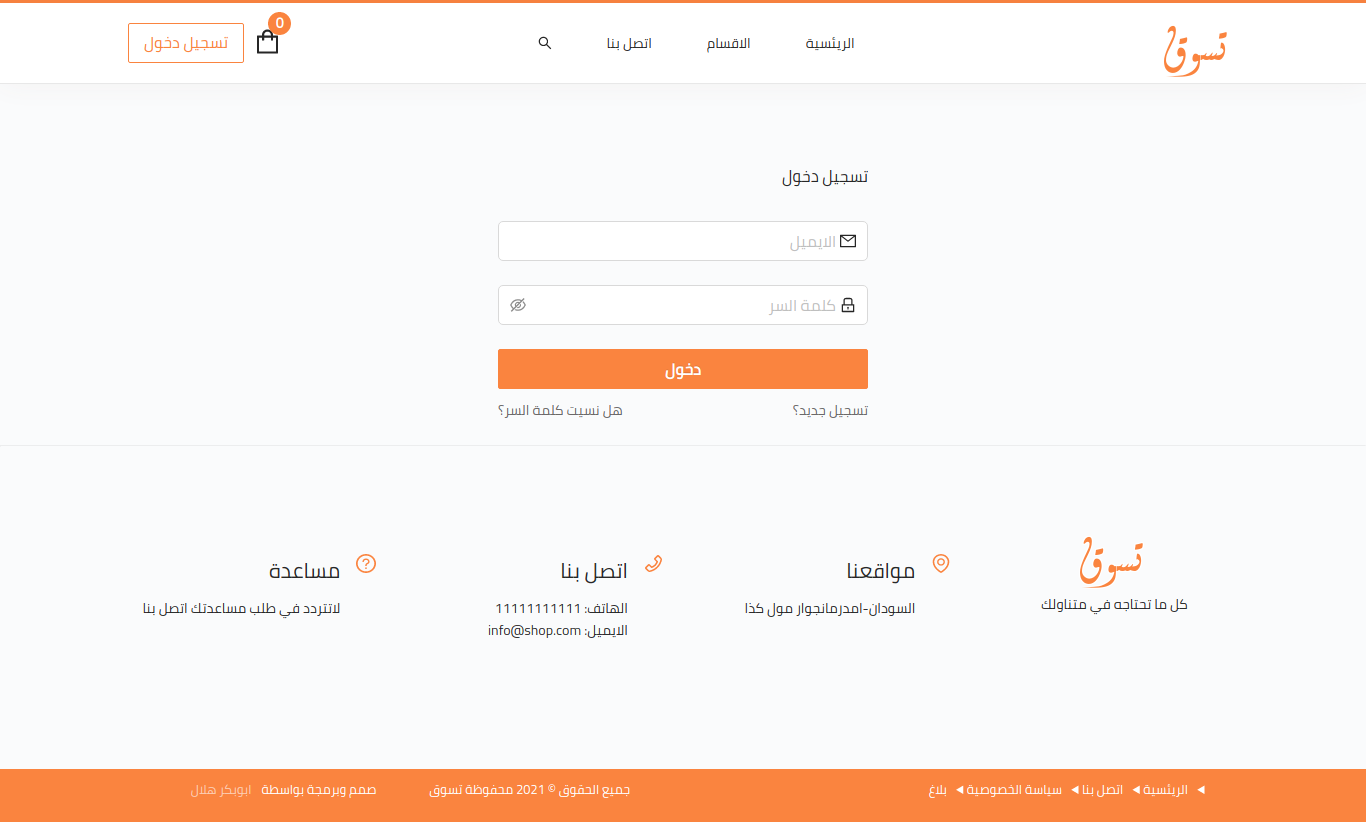 تسوق
الريئسية
الاقسام
اتصل بنا
0
تسجيل دخول
تسجيل دخول
الايميل
كلمة السر
دخول
تسجيل جديد؟
هل نسيت كلمة السر؟
تسوق
كل ما تحتاجه في متناولك
مواقعنا
السودان-امدرمانجوار مول كذا
اتصل بنا
الهاتف: 11111111111
الايميل: info@shop.com
مساعدة
لاتتردد في طلب مساعدتك اتصل بنا
الريئسية
اتصل بنا
سياسة الخصوصية
بلاغ
جميع الحقوق © 2021 محفوظة تسوق
صمم وبرمجة بواسطة ابوبكر هلال